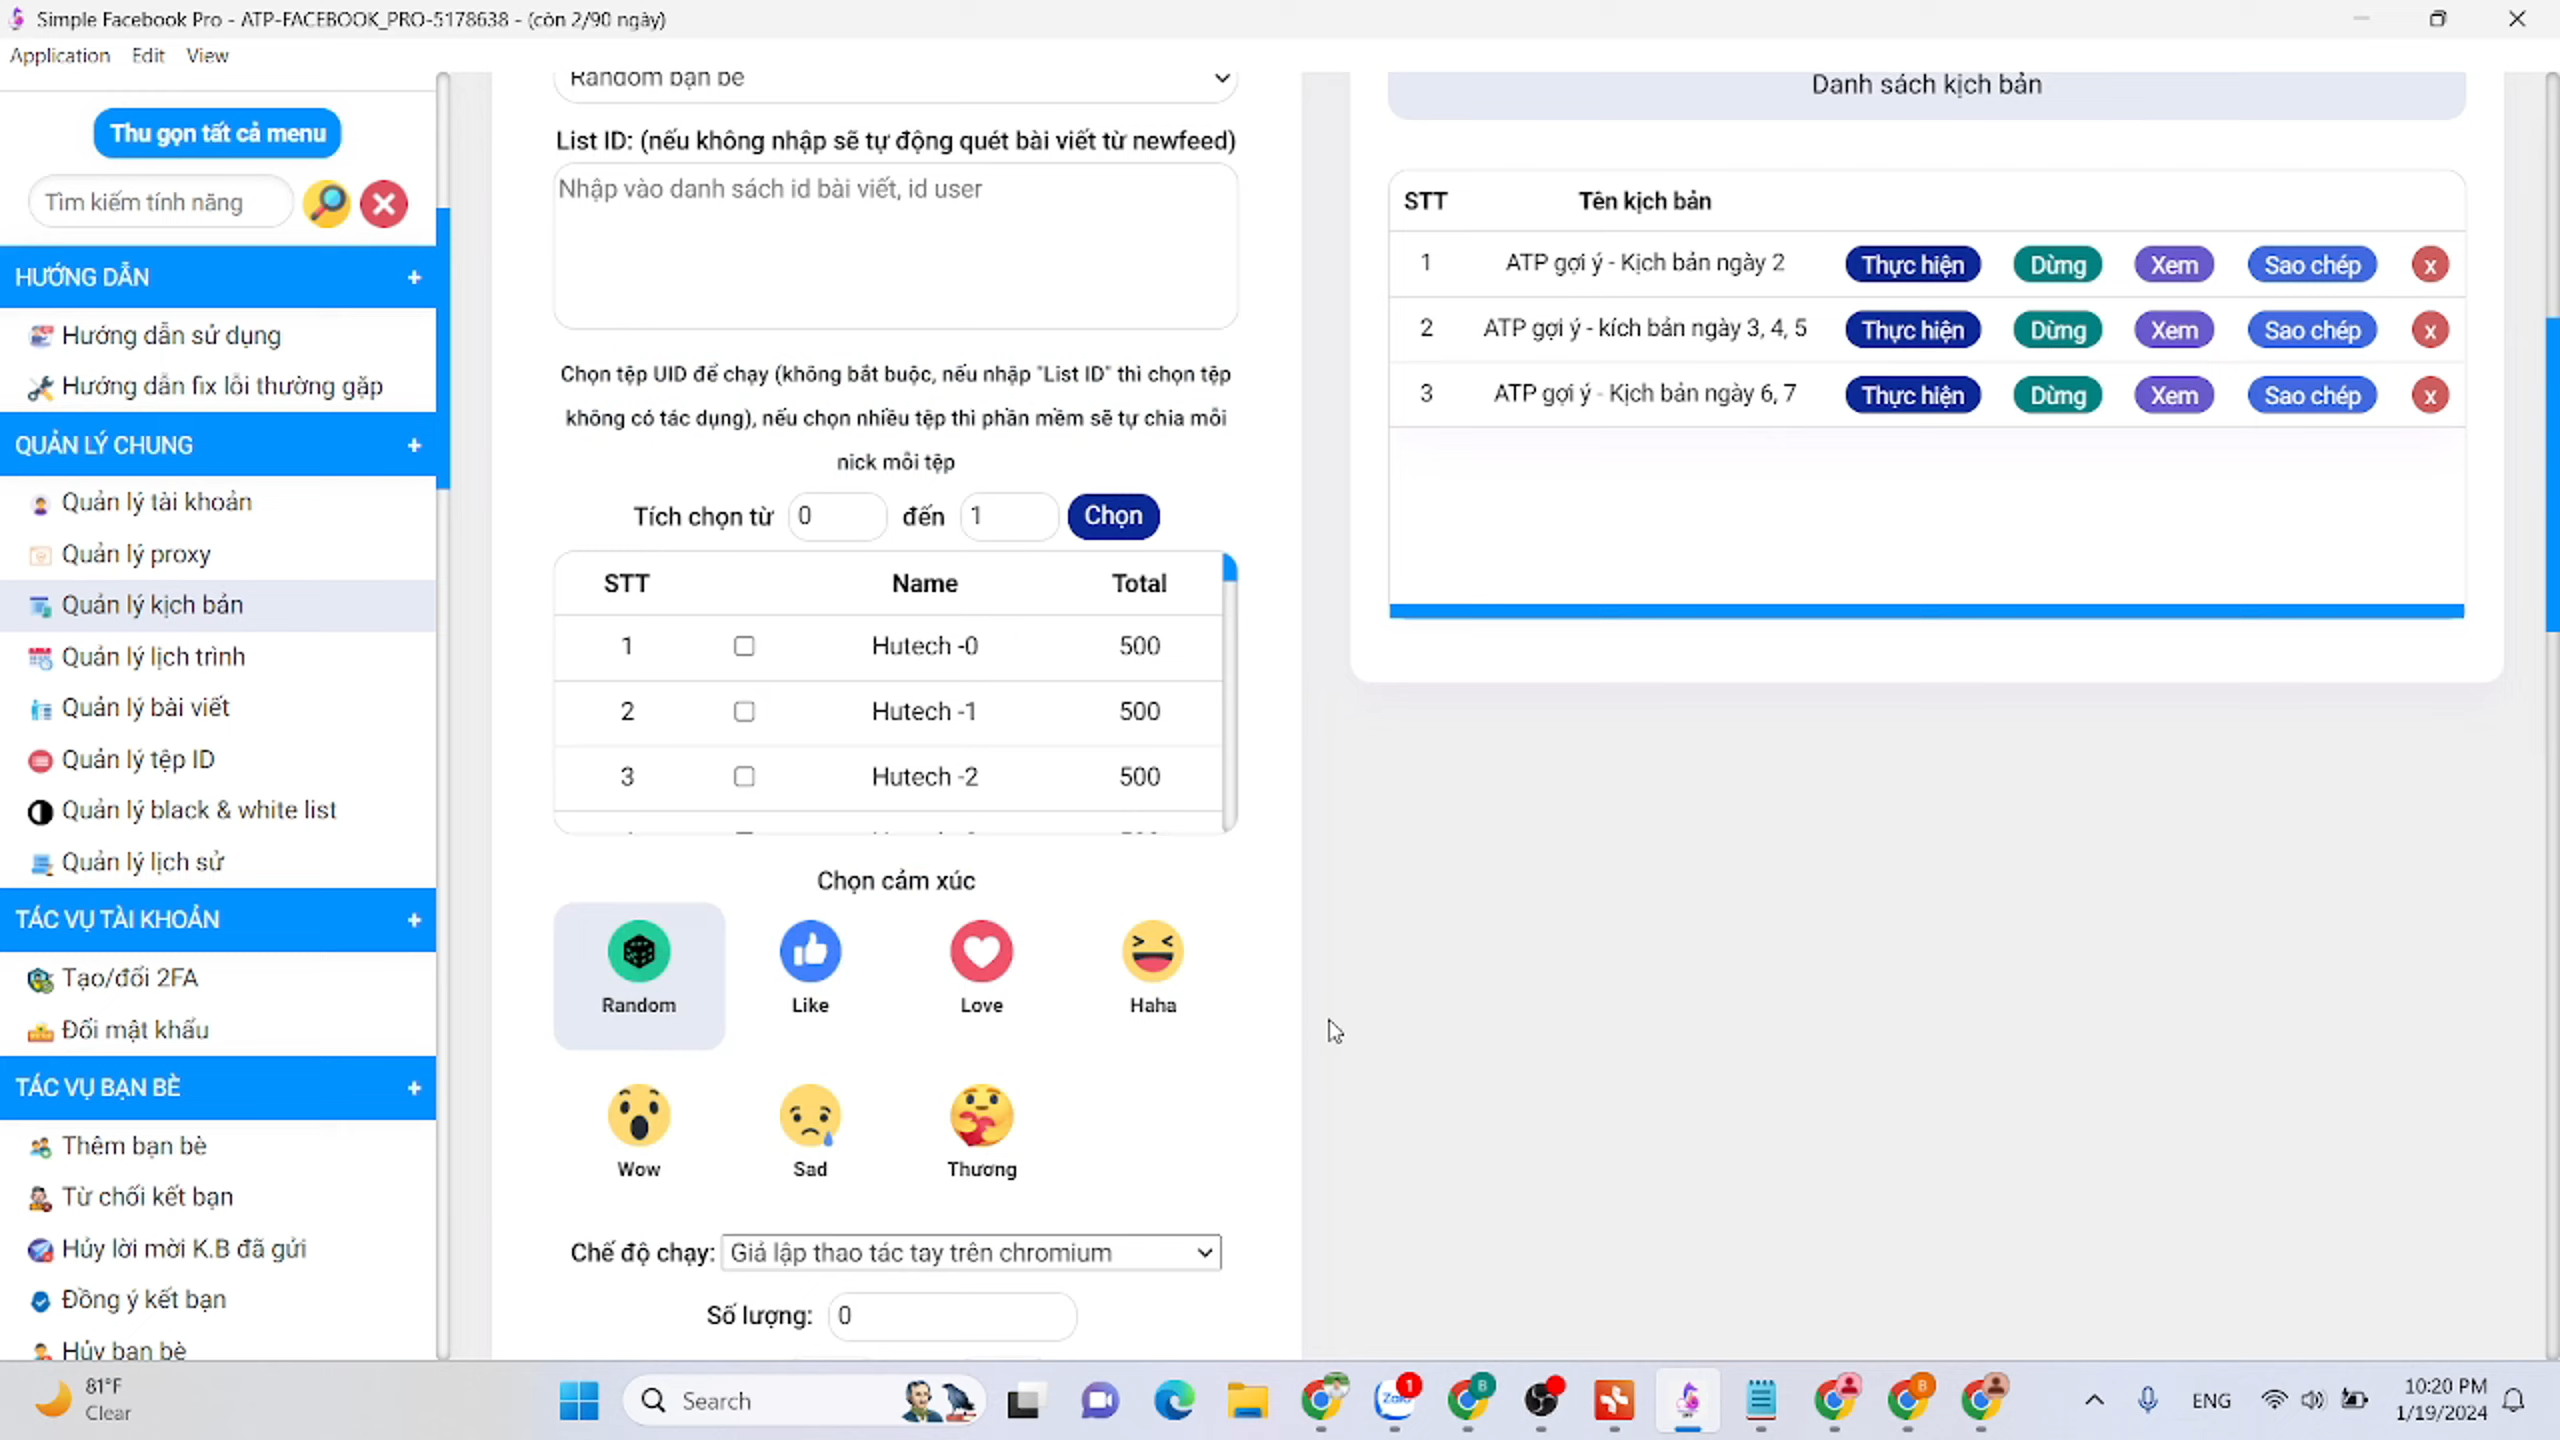 Simple Facebook Pro - ATP-FACEBOOK_PRO-5178638 - (còn 2/90 ngày)
Application Edit View
Thu gọn tất cả menu
Tìm kiếm tính năng
HƯỚNG DẪN +
Hướng dẫn sử dụng
Hướng dẫn fix lỗi thường gặp
QUẢN LÝ CHUNG +
Quản lý tài khoản
Quản lý proxy
Quản lý kịch bản
Quản lý lịch trình
Quản lý bài viết
Quản lý tệp ID
Quản lý black & white list
Quản lý lịch sử
TÁC VỤ TÀI KHOẢN +
Tạo/đổi 2FA
Đổi mật khẩu
TÁC VỤ BẠN BÈ +
Thêm bạn bè
Từ chối kết bạn
Hủy lời mời K.B đã gửi
Đồng ý kết bạn
Hủy bạn bè
Random bạn bè
List ID: (nếu không nhập sẽ tự động quét bài viết từ newfeed)
Nhập vào danh sách id bài viết, id user
Chọn tệp UID để chạy (không bắt buộc, nếu nhập "List ID" thì chọn tệp
không có tác dụng), nếu chọn nhiều tệp thì phần mềm sẽ tự chia mỗi
nick mỗi tệp
Tích chọn từ 0 đến 1 Chọn
STT Name Total
1 Hutech -0 500
2 Hutech -1 500
3 Hutech -2 500
Chọn cảm xúc
Random Like Love Haha
Wow Sad Thương
Chế độ chạy: Giả lập thao tác tay trên chromium
Số lượng: 0
Danh sách kịch bản
STT Tên kịch bản
1 ATP gợi ý - Kịch bản ngày 2 Thực hiện Dừng Xem Sao chép x
2 ATP gợi ý - kích bản ngày 3, 4, 5 Thực hiện Dừng Xem Sao chép x
3 ATP gợi ý - Kịch bản ngày 6, 7 Thực hiện Dừng Xem Sao chép x
81°F
Clear
Search
Zalo
1
B
B
ENG
10:20 PM
1/19/2024